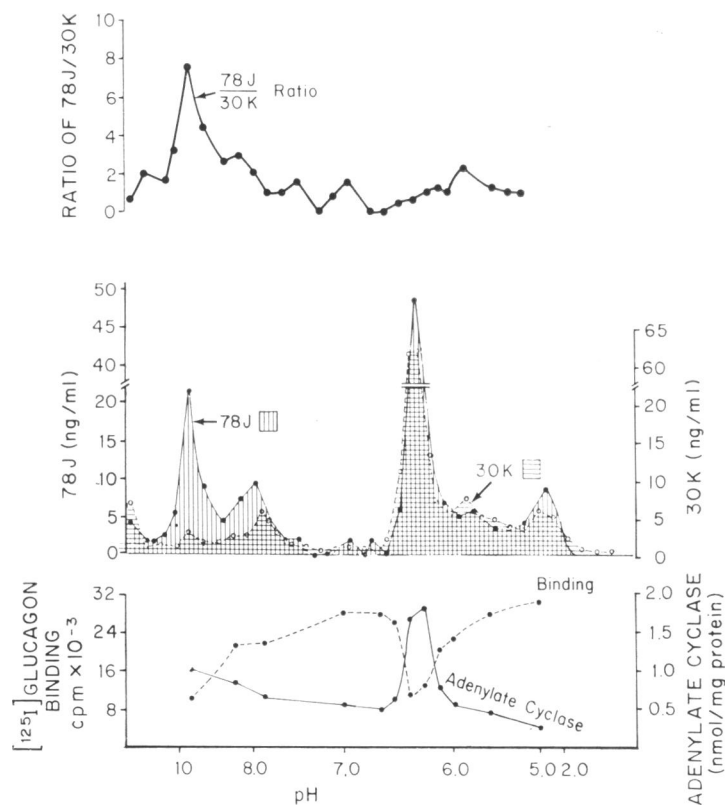 RATIO OF 78J/30K
10
8
6
4
2
0
78J
30K
Ratio
78J (ng/ml)
50
45
40
20
15
.10
5
0
78J
30K
65
60
20
15
10
5
0
30K (ng/ml)
[125I]GLUCAGON
BINDING
cpm × 10-3
32
24
16
8
Binding
Adenylate Cyclase
2.0
1.5
1.0
0.5
ADENYLATE CYCLASE
(nmol/mg protein)
10 8.0 7.0 6.0 5.0 2.0
pH